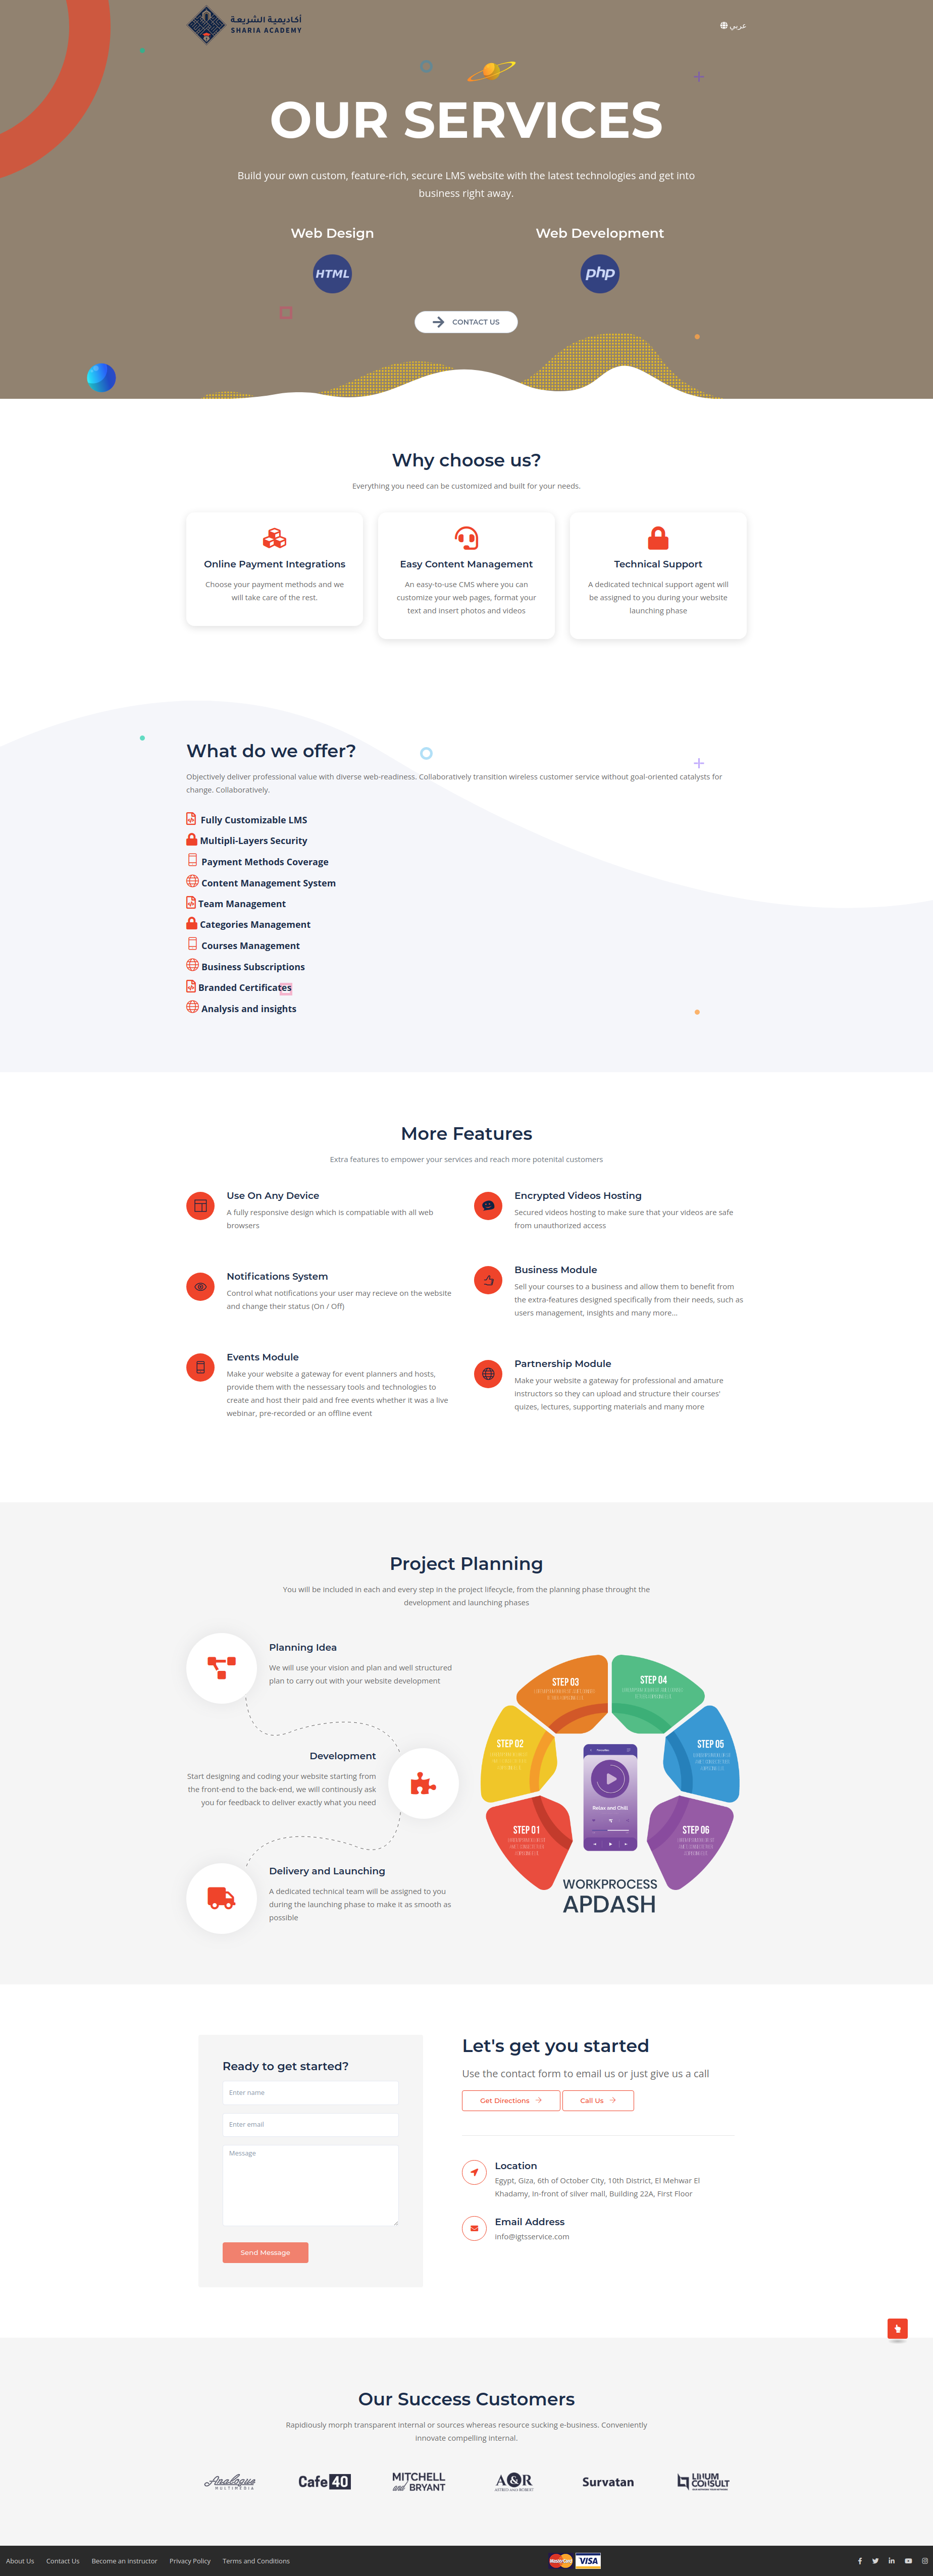 أكاديمية الشريعة
SHARIA ACADEMY
عربي
OUR SERVICES
Build your own custom, feature-rich, secure LMS website with the latest technologies and get into
business right away.
Web Design
Web Development
HTML
php
CONTACT US
Why choose us?
Everything you need can be customized and built for your needs.
Online Payment Integrations
Choose your payment methods and we
will take care of the rest.
Easy Content Management
An easy-to-use CMS where you can
customize your web pages, format your
text and insert photos and videos
Technical Support
A dedicated technical support agent will
be assigned to you during your website
launching phase
What do we offer?
Objectively deliver professional value with diverse web-readiness. Collaboratively transition wireless customer service without goal-oriented catalysts for
change. Collaboratively.
Fully Customizable LMS
Multipli-Layers Security
Payment Methods Coverage
Content Management System
Team Management
Categories Management
Courses Management
Business Subscriptions
Branded Certificates
Analysis and insights
More Features
Extra features to empower your services and reach more potenital customers
Use On Any Device
A fully responsive design which is compatiable with all web
browsers
Encrypted Videos Hosting
Secured videos hosting to make sure that your videos are safe
from unauthorized access
Notifications System
Control what notifications your user may recieve on the website
and change their status (On / Off)
Business Module
Sell your courses to a business and allow them to benefit from
the extra-features designed specifically from their needs, such as
users management, insights and many more...
Events Module
Make your website a gateway for event planners and hosts,
provide them with the nessessary tools and technologies to
create and host their paid and free events whether it was a live
webinar, pre-recorded or an offline event
Partnership Module
Make your website a gateway for professional and amature
instructors so they can upload and structure their courses'
quizes, lectures, supporting materials and many more
Project Planning
You will be included in each and every step in the project lifecycle, from the planning phase throught the
development and launching phases
Planning Idea
We will use your vision and plan and well structured
plan to carry out with your website development
Development
Start designing and coding your website starting from
the front-end to the back-end, we will continously ask
you for feedback to deliver exactly what you need
Delivery and Launching
A dedicated technical team will be assigned to you
during the launching phase to make it as smooth as
possible
STEP 03
STEP 04
STEP 02
STEP 05
Relax and Chill
STEP 01
STEP 06
WORKPROCESS
APDASH
Ready to get started?
Enter name
Enter email
Message
Send Message
Let's get you started
Use the contact form to email us or just give us a call
Get Directions
Call Us
Location
Egypt, Giza, 6th of October City, 10th District, El Mehwar El
Khadamy, in-front of silver mall, Building 22A, First Floor
Email Address
info@igtsservice.com
Our Success Customers
Rapidiously morph transparent internal or sources whereas resource sucking e-business. Conveniently
innovate compelling internal.
Analogue
MULTIMEDIA
Cafe 40
MITCHELL
and BRYANT
A&R
Survatan
LINIUM
CONSULT
About Us
Contact Us
Become an instructor
Privacy Policy
Terms and Conditions
MasterCard
VISA